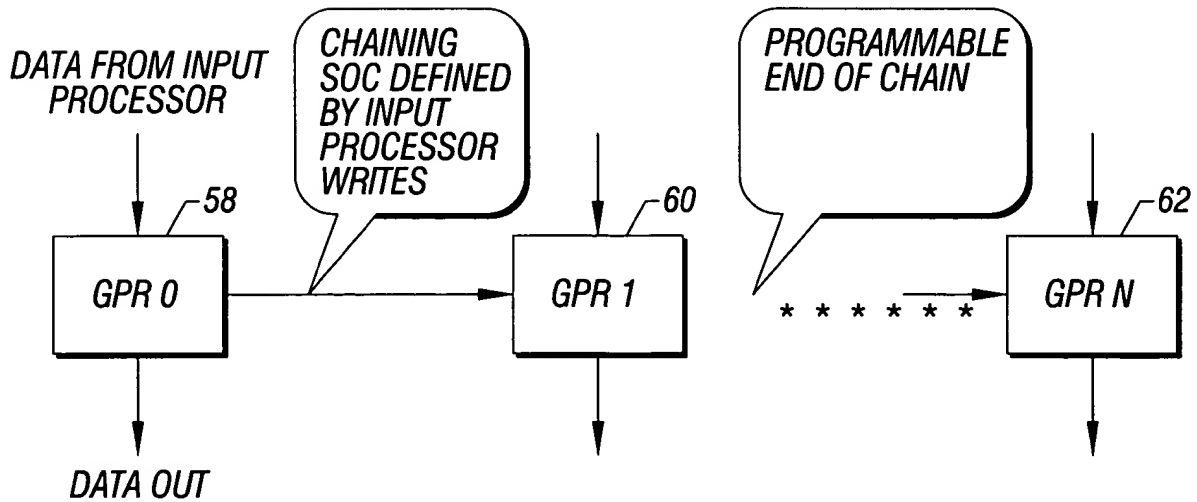 DATA FROM INPUT
PROCESSOR
CHAINING
SOC DEFINED
BY INPUT
PROCESSOR
WRITES
PROGRAMMABLE
END OF CHAIN
58
60
62
GPR 0
GPR 1
* * * * * *
GPR N
DATA OUT